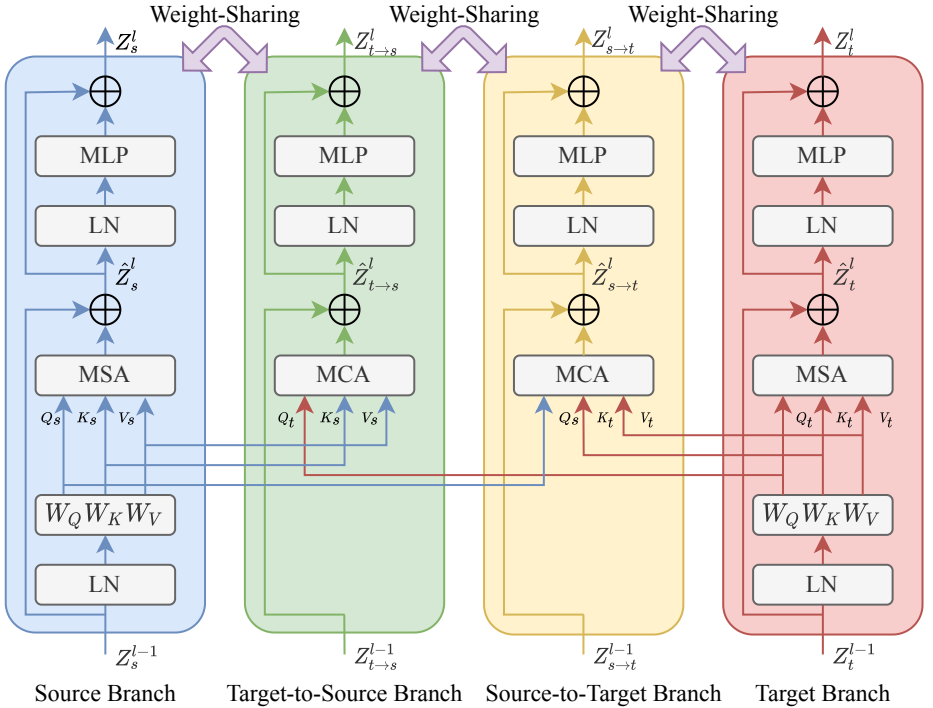 Weight-Sharing Weight-Sharing Weight-Sharing
Z_s^l Z_{t→s}^l Z_{s→t}^l Z_t^l
MLP MLP MLP MLP
LN LN LN LN
Ẑ_s^l Ẑ_{t→s}^l Ẑ_{s→t}^l Ẑ_t^l
MSA MCA MCA MSA
Q_s K_s V_s Q_t K_s V_s Q_s K_t V_t Q_t K_t V_t
W_Q W_K W_V W_Q W_K W_V
LN LN
Z_s^{l-1} Z_{t→s}^{l-1} Z_{s→t}^{l-1} Z_t^{l-1}
Source Branch Target-to-Source Branch Source-to-Target Branch Target Branch